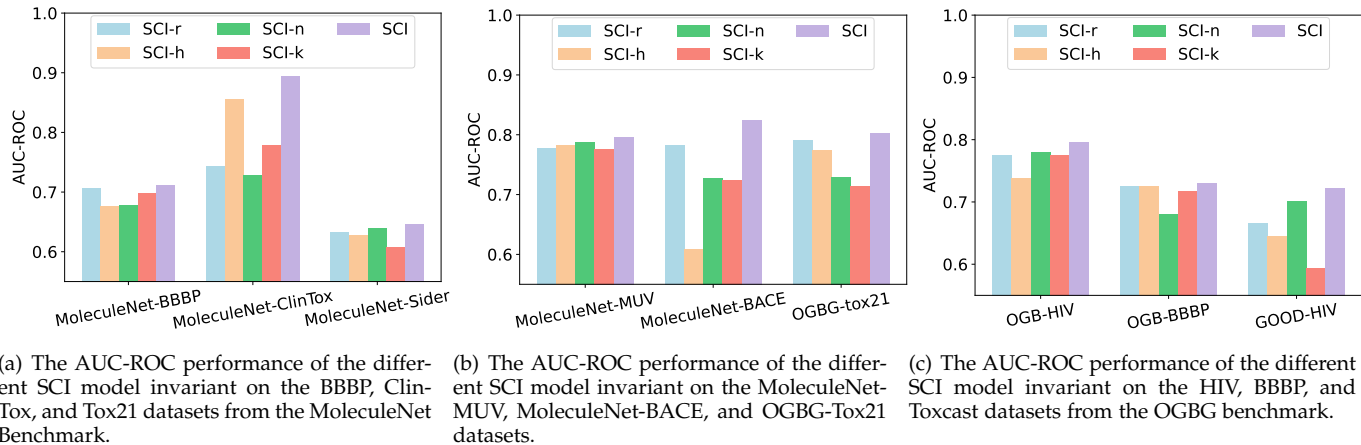 1.0
0.9
0.8
0.7
0.6
AUC-ROC
SCI-r
SCI-n
SCI
SCI-h
SCI-k
MoleculeNet-BBBP
MoleculeNet-ClinTox
MoleculeNet-Sider
(a) The AUC-ROC performance of the differ-
ent SCI model invariant on the BBBP, Clin-
Tox, and Tox21 datasets from the MoleculeNet
Benchmark.
1.0
0.9
0.8
0.7
0.6
AUC-ROC
SCI-r
SCI-n
SCI
SCI-h
SCI-k
MoleculeNet-MUV
MoleculeNet-BACE
OGBG-tox21
(b) The AUC-ROC performance of the differ-
ent SCI model invariant on the MoleculeNet-
MUV, MoleculeNet-BACE, and OGBG-Tox21
datasets.
1.0
0.9
0.8
0.7
0.6
AUC-ROC
SCI-r
SCI-n
SCI
SCI-h
SCI-k
OGB-HIV
OGB-BBBP
GOOD-HIV
(c) The AUC-ROC performance of the different
SCI model invariant on the HIV, BBBP, and
Toxcast datasets from the OGBG benchmark.